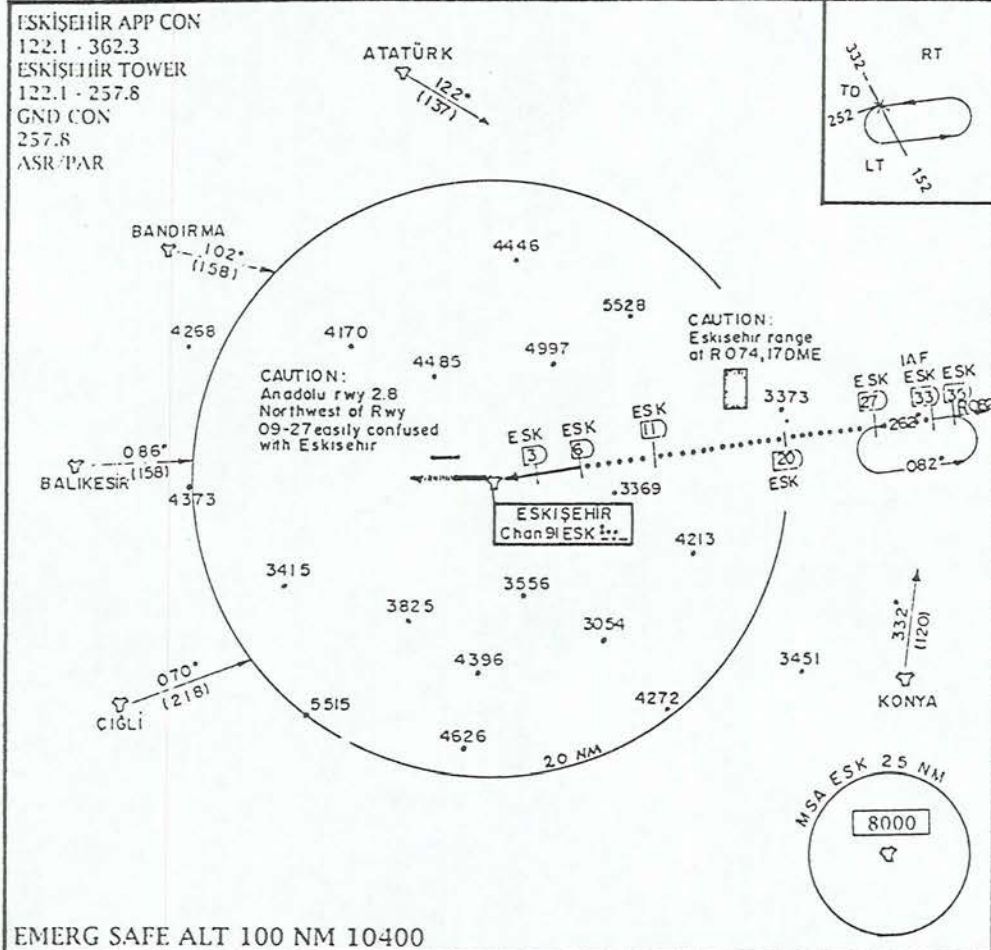 ESKİŞEHİR APP CON
122.1 - 362.3
ESKİŞEHİR TOWER
122.1 - 257.8
GND CON
257.8
ASR/PAR
ATATÜRK
122°
(137)
332
RT
TD
252
LT
152
BANDIRMA
102°
(158)
4446
5528
4268
4170
4485
4997
CAUTION:
Eskisehir range
at R074, 17DME
CAUTION:
Anadolu rwy 2.8
Northwest of Rwy
09-27 easily confused
with Eskisehir
3373
IAF
ESK
27
ESK
33
ESK
35
262°
082°
ESK
3
ESK
6
ESK
11
20
ESK
086°
(158)
BALIKESİR
4373
3369
ESKİŞEHİR
Chan 91 ESK
4213
3415
3556
3825
3054
332°
(120)
4396
3451
070°
(218)
ÇİĞLİ
KONYA
5515
4272
4626
20 NM
MSA ESK 25 NM
8000
EMERG SAFE ALT 100 NM 10400